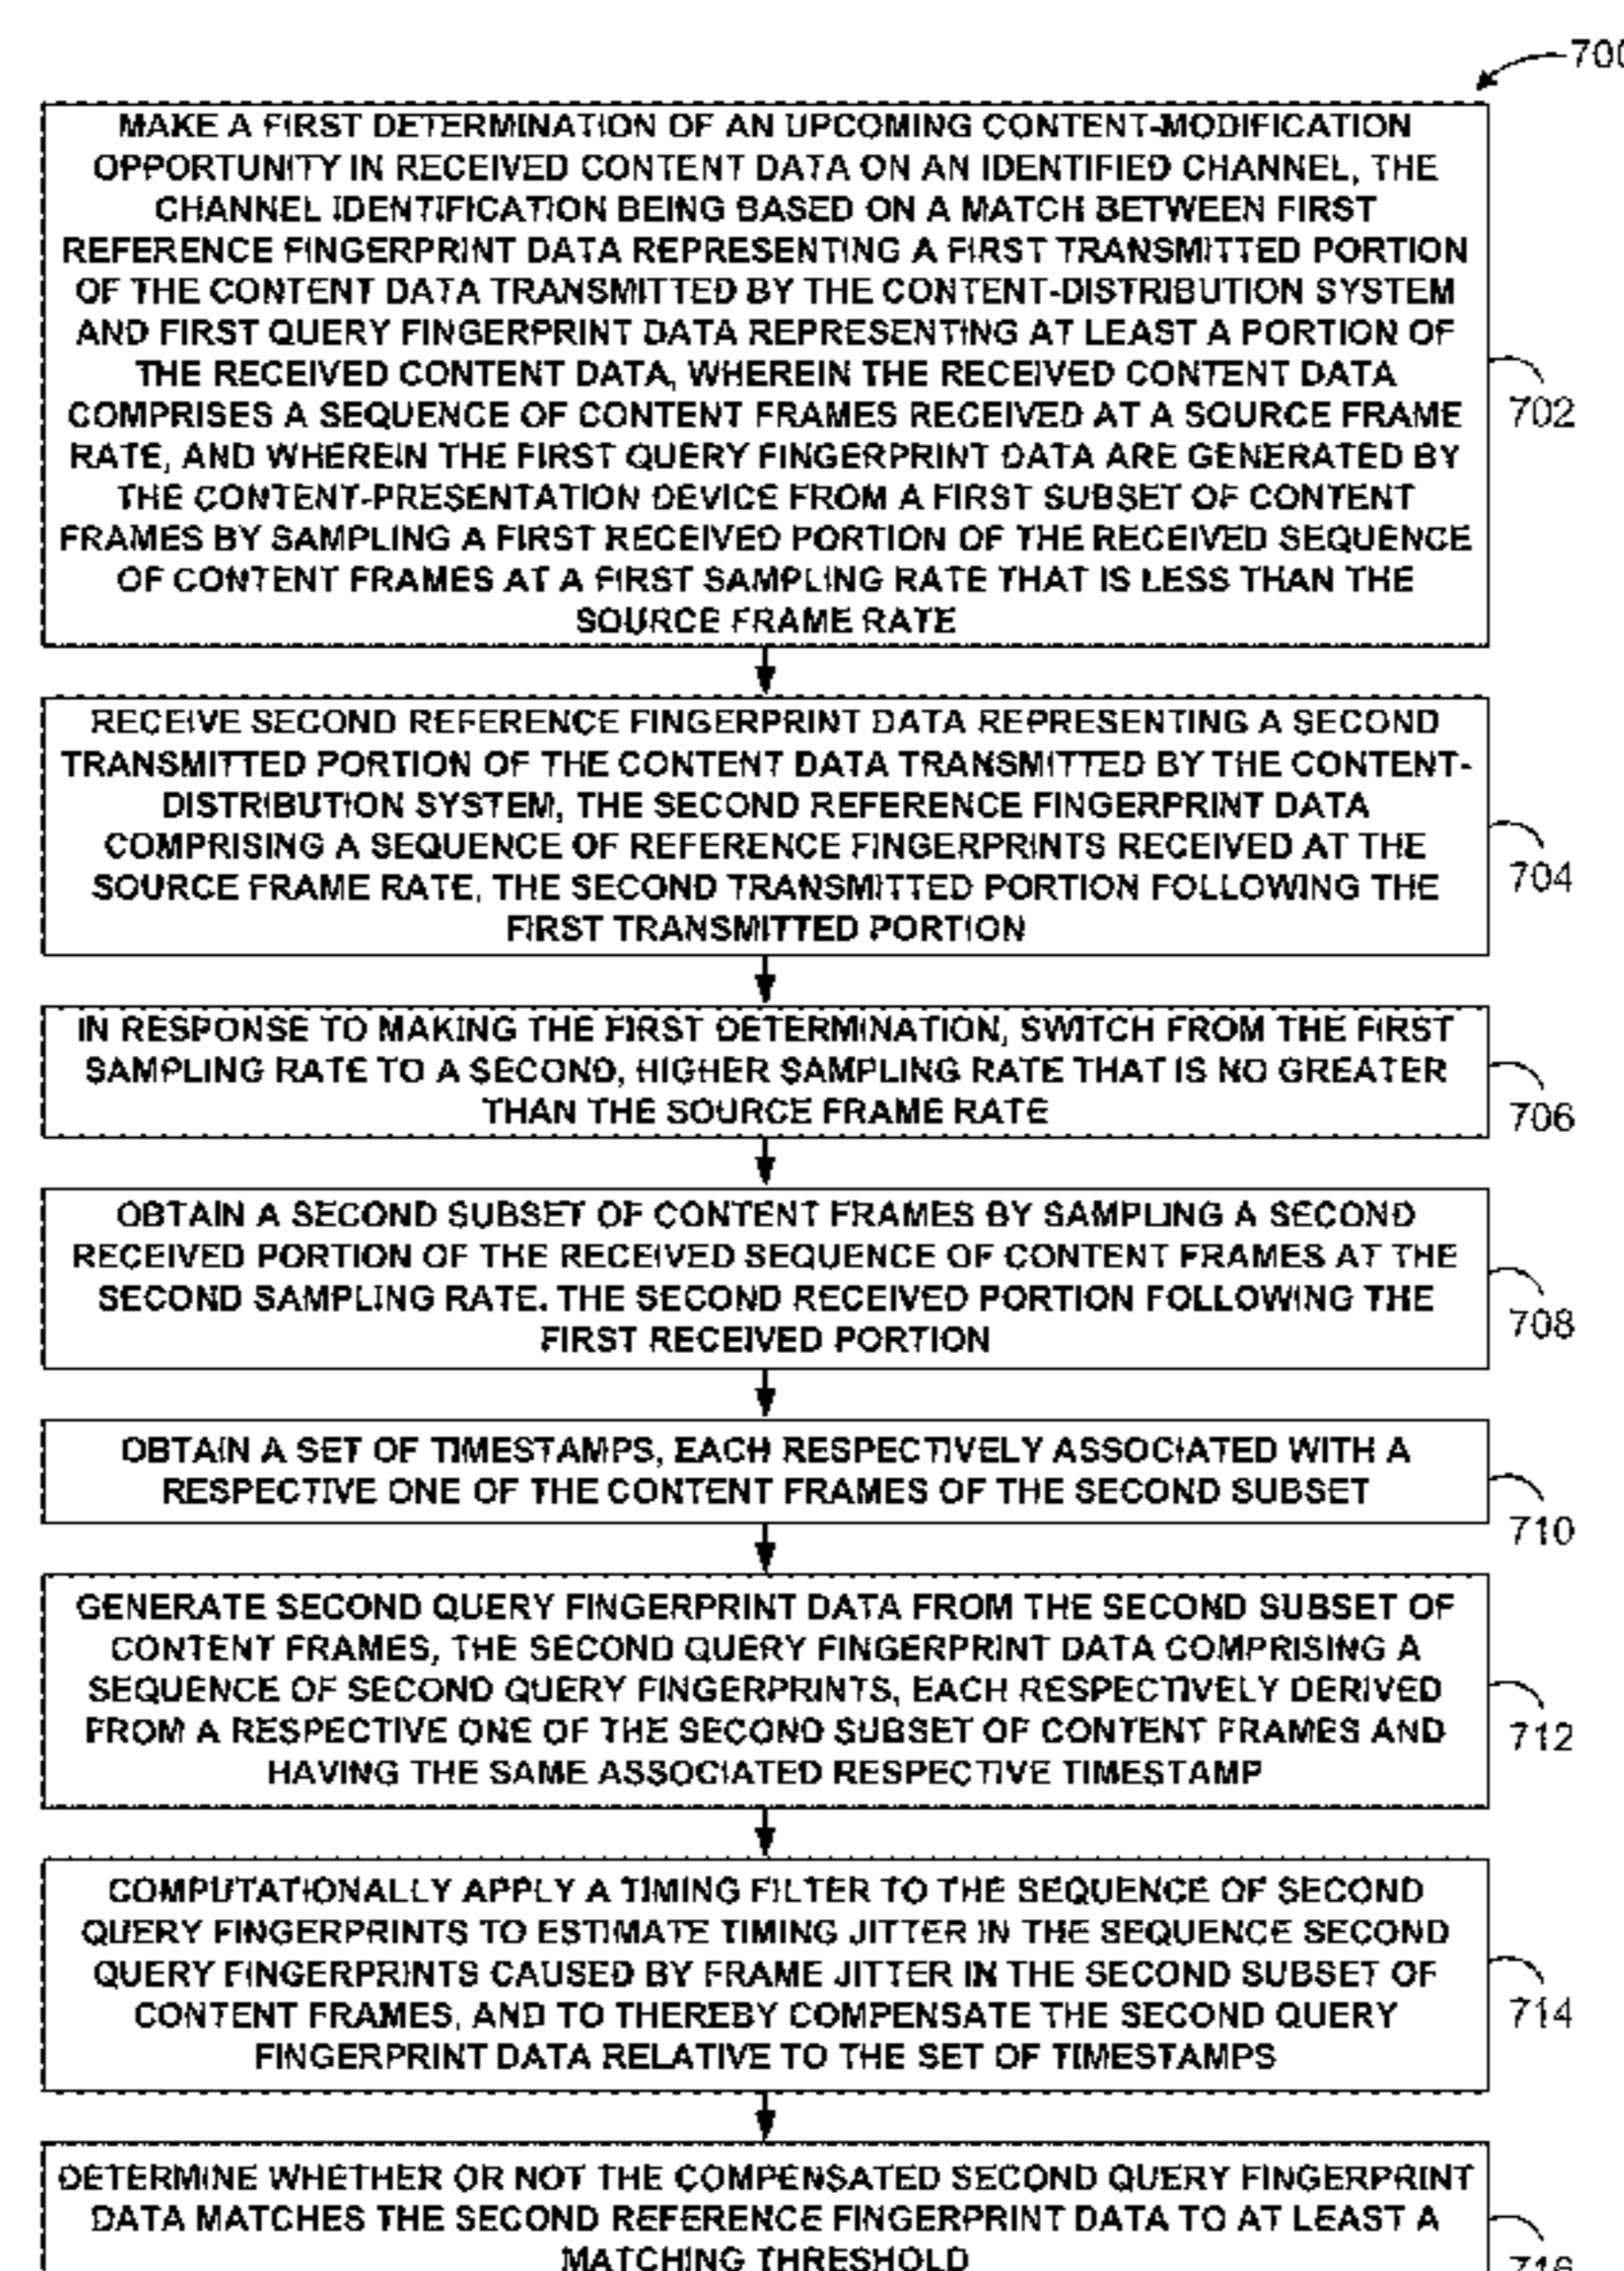 700
MAKE A FIRST DETERMINATION OF AN UPCOMING CONTENT-MODIFICATION
OPPORTUNITY IN RECEIVED CONTENT DATA ON AN IDENTIFIED CHANNEL, THE
CHANNEL IDENTIFICATION BEING BASED ON A MATCH BETWEEN FIRST
REFERENCE FINGERPRINT DATA REPRESENTING A FIRST TRANSMITTED PORTION
OF THE CONTENT DATA TRANSMITTED BY THE CONTENT-DISTRIBUTION SYSTEM
AND FIRST QUERY FINGERPRINT DATA REPRESENTING AT LEAST A PORTION OF
THE RECEIVED CONTENT DATA, WHEREIN THE RECEIVED CONTENT DATA
COMPRISES A SEQUENCE OF CONTENT FRAMES RECEIVED AT A SOURCE FRAME
RATE, AND WHEREIN THE FIRST QUERY FINGERPRINT DATA ARE GENERATED BY
THE CONTENT-PRESENTATION DEVICE FROM A FIRST SUBSET OF CONTENT
FRAMES BY SAMPLING A FIRST RECEIVED PORTION OF THE RECEIVED SEQUENCE
OF CONTENT FRAMES AT A FIRST SAMPLING RATE THAT IS LESS THAN THE
SOURCE FRAME RATE
702
RECEIVE SECOND REFERENCE FINGERPRINT DATA REPRESENTING A SECOND
TRANSMITTED PORTION OF THE CONTENT DATA TRANSMITTED BY THE CONTENT-
DISTRIBUTION SYSTEM, THE SECOND REFERENCE FINGERPRINT DATA
COMPRISING A SEQUENCE OF REFERENCE FINGERPRINTS RECEIVED AT THE
SOURCE FRAME RATE, THE SECOND TRANSMITTED PORTION FOLLOWING THE
FIRST TRANSMITTED PORTION
704
IN RESPONSE TO MAKING THE FIRST DETERMINATION, SWITCH FROM THE FIRST
SAMPLING RATE TO A SECOND, HIGHER SAMPLING RATE THAT IS NO GREATER
THAN THE SOURCE FRAME RATE
706
OBTAIN A SECOND SUBSET OF CONTENT FRAMES BY SAMPLING A SECOND
RECEIVED PORTION OF THE RECEIVED SEQUENCE OF CONTENT FRAMES AT THE
SECOND SAMPLING RATE. THE SECOND RECEIVED PORTION FOLLOWING THE
FIRST RECEIVED PORTION
708
OBTAIN A SET OF TIMESTAMPS, EACH RESPECTIVELY ASSOCIATED WITH A
RESPECTIVE ONE OF THE CONTENT FRAMES OF THE SECOND SUBSET
710
GENERATE SECOND QUERY FINGERPRINT DATA FROM THE SECOND SUBSET OF
CONTENT FRAMES, THE SECOND QUERY FINGERPRINT DATA COMPRISING A
SEQUENCE OF SECOND QUERY FINGERPRINTS, EACH RESPECTIVELY DERIVED
FROM A RESPECTIVE ONE OF THE SECOND SUBSET OF CONTENT FRAMES AND
HAVING THE SAME ASSOCIATED RESPECTIVE TIMESTAMP
712
COMPUTATIONALLY APPLY A TIMING FILTER TO THE SEQUENCE OF SECOND
QUERY FINGERPRINTS TO ESTIMATE TIMING JITTER IN THE SEQUENCE SECOND
QUERY FINGERPRINTS CAUSED BY FRAME JITTER IN THE SECOND SUBSET OF
CONTENT FRAMES, AND TO THEREBY COMPENSATE THE SECOND QUERY
FINGERPRINT DATA RELATIVE TO THE SET OF TIMESTAMPS
714
DETERMINE WHETHER OR NOT THE COMPENSATED SECOND QUERY FINGERPRINT
DATA MATCHES THE SECOND REFERENCE FINGERPRINT DATA TO AT LEAST A
MATCHING THRESHOLD
716